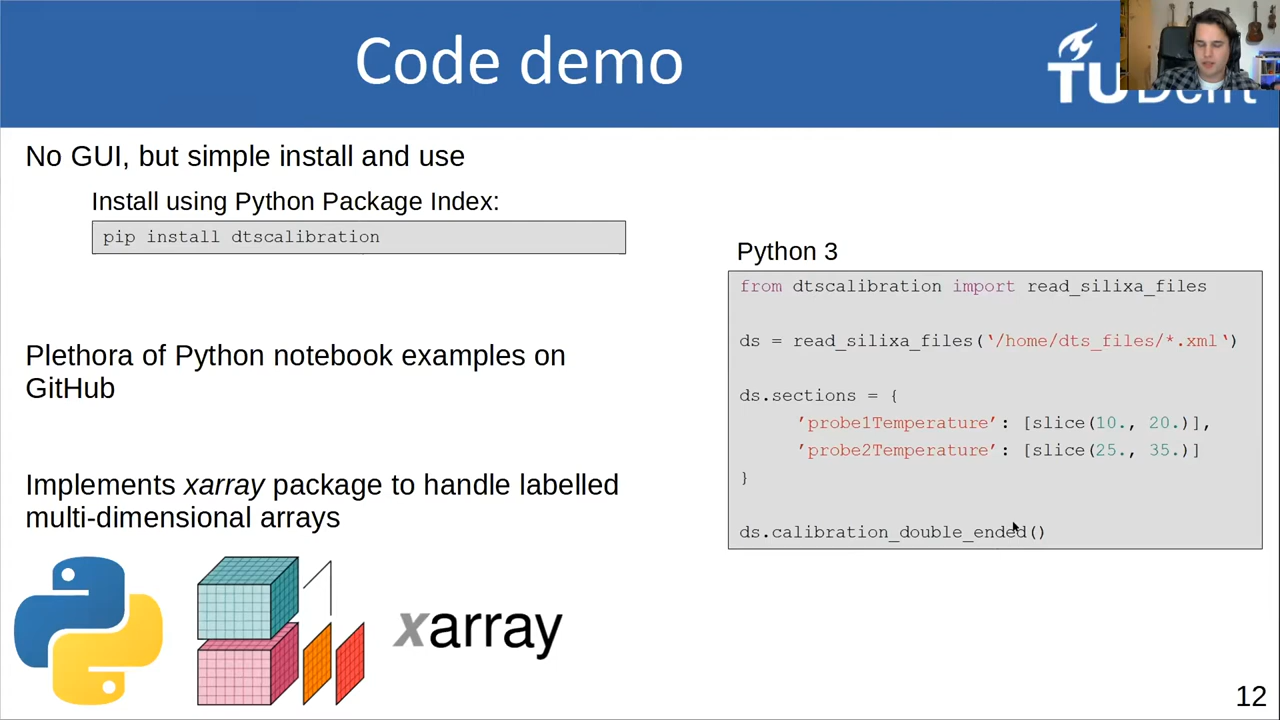 Code demo
TU Delft
No GUI, but simple install and use
Install using Python Package Index:
pip install dtscalibration
Plethora of Python notebook examples on
GitHub
Implements xarray package to handle labelled
multi-dimensional arrays
xarray
Python 3
from dtscalibration import read_silixa_files
ds = read_silixa_files(‘/home/dts_files/*.xml‘)
ds.sections = {
’probe1Temperature’: [slice(10., 20.)],
’probe2Temperature’: [slice(25., 35.)]
}
ds.calibration_double_ended()
12